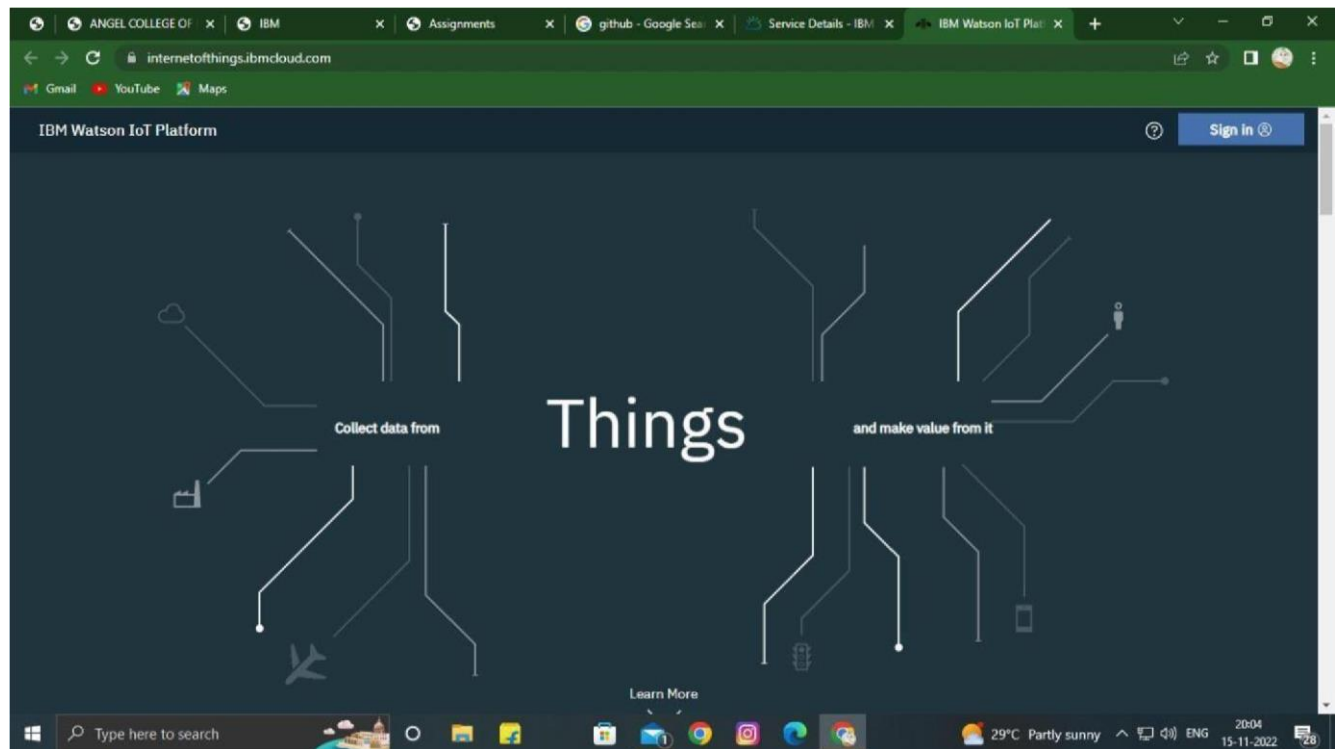 ANGEL COLLEGE OF
IBM
Assignments
github - Google Sea
Service Details - IBM
IBM Watson IoT Plat
internetofthings.ibmcloud.com
Gmail
YouTube
Maps
IBM Watson IoT Platform
Sign in
Collect data from
Things
and make value from it
Learn More
Type here to search
1
29°C Partly sunny
ENG
20:04
15-11-2022
28